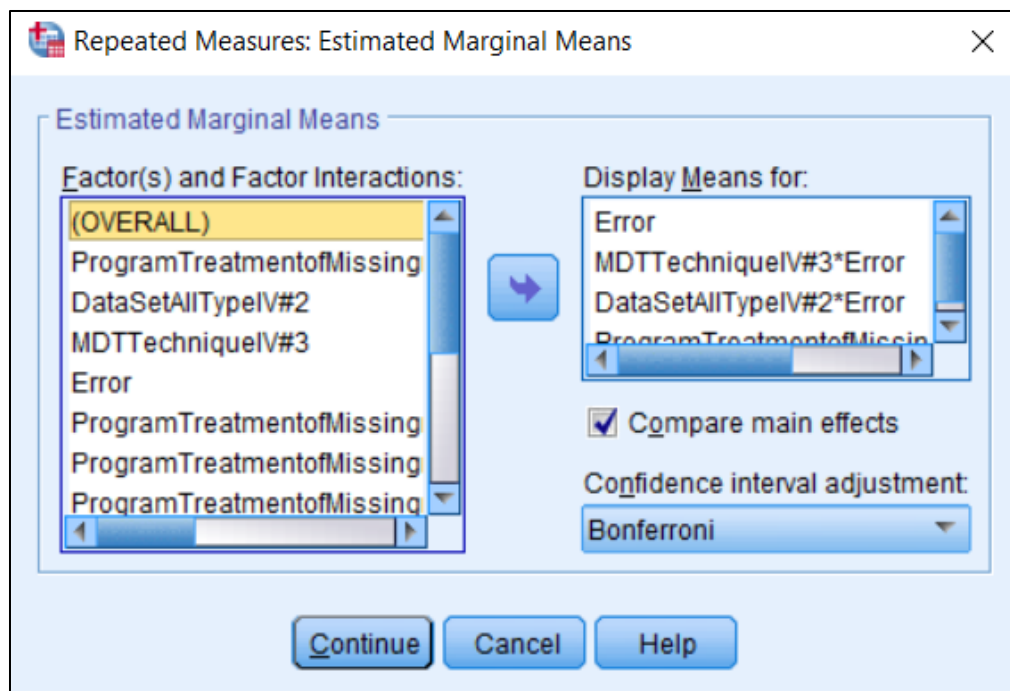 Repeated Measures: Estimated Marginal Means
Estimated Marginal Means
Factor(s) and Factor Interactions:
(OVERALL)
ProgramTreatmentofMissing
DataSetAllTypeIV#2
MDTTechniqueIV#3
Error
ProgramTreatmentofMissing
ProgramTreatmentofMissing
ProgramTreatmentofMissing
Display Means for:
Error
MDTTechniqueIV#3*Error
DataSetAllTypeIV#2*Error
ProgramTreatmentofMissin
Compare main effects
Confidence interval adjustment:
Bonferroni
Continue
Cancel
Help